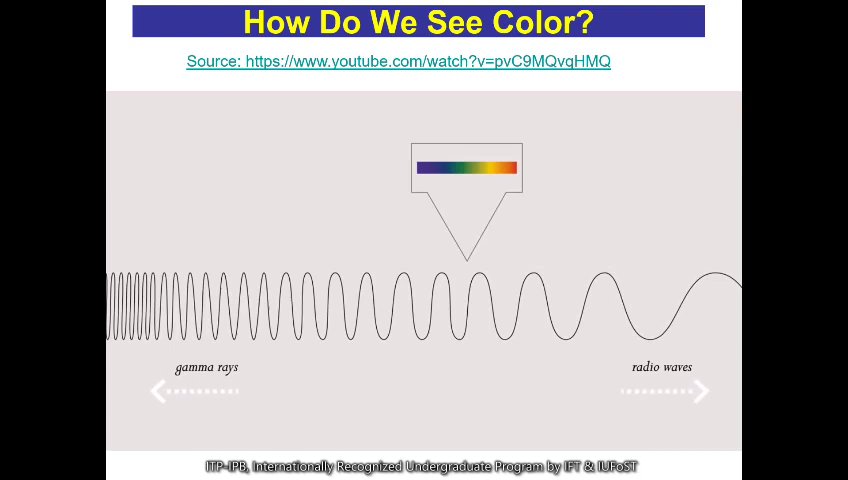 How Do We See Color?
Source: https://www.youtube.com/watch?v=pvC9MQvqHMQ
gamma rays
radio waves
ITP-IPB, Internationally Recognized Undergraduate Program by IFT & IUFoST